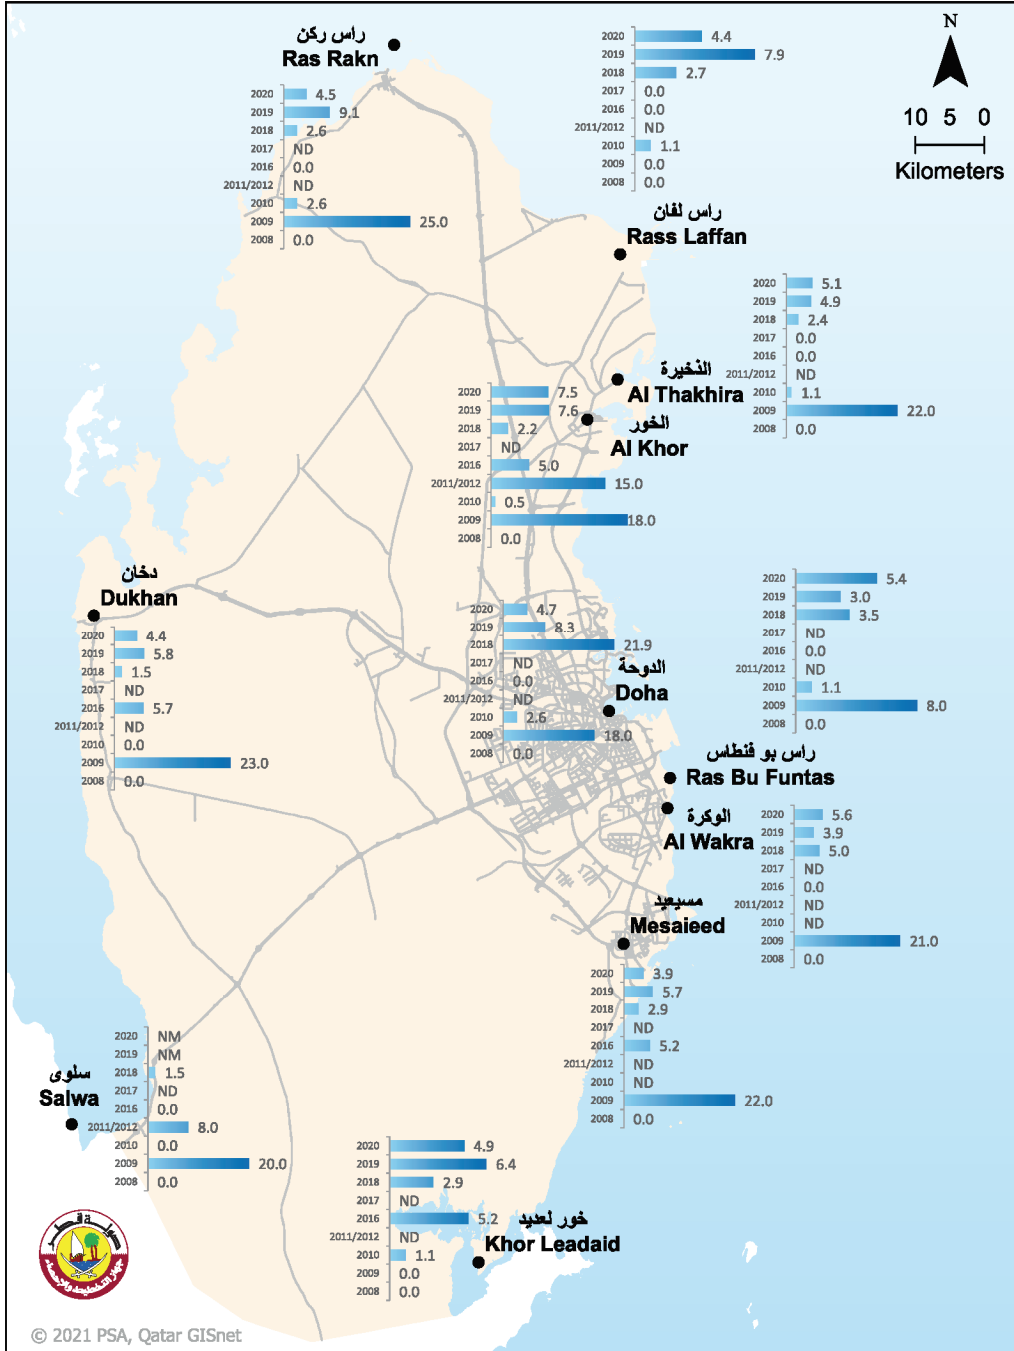 راس ركن
Ras Rakn
2020 4.5
2019 9.1
2018 2.6
2017 ND
2016 0.0
2011/2012 ND
2010 2.6
2009 25.0
2008 0.0
2020 4.4
2019 7.9
2018 2.7
2017 0.0
2016 0.0
2011/2012 ND
2010 1.1
2009 0.0
2008 0.0
N
10 5 0
Kilometers
راس لفان
Rass Laffan
2020 5.1
2019 4.9
2018 2.4
2017 0.0
2016 0.0
2011/2012 ND
2010 1.1
2009 22.0
2008 0.0
الذخيرة
Al Thakhira
الخور
Al Khor
2020 7.5
2019 7.6
2018 2.2
2017 ND
2016 5.0
2011/2012 15.0
2010 0.5
2009 18.0
2008 0.0
دخان
Dukhan
2020 4.4
2019 5.8
2018 1.5
2017 ND
2016 5.7
2011/2012 ND
2010 0.0
2009 23.0
2008 0.0
2020 4.7
2019 8.3
2018 21.9
2017 ND
2016 0.0
2011/2012 ND
2010 2.6
2009 18.0
2008 0.0
الدوحة
Doha
2020 5.4
2019 3.0
2018 3.5
2017 ND
2016 0.0
2011/2012 ND
2010 1.1
2009 8.0
2008 0.0
راس بو فنطاس
Ras Bu Funtas
الوكرة
Al Wakra
2020 5.6
2019 3.9
2018 5.0
2017 ND
2016 0.0
2011/2012 ND
2010 ND
2009 21.0
2008 0.0
مسيعيد
Mesaieed
2020 3.9
2019 5.7
2018 2.9
2017 ND
2016 5.2
2011/2012 ND
2010 ND
2009 22.0
2008 0.0
سلوى
Salwa
2020 NM
2019 NM
2018 1.5
2017 ND
2016 0.0
2011/2012 8.0
2010 0.0
2009 20.0
2008 0.0
2020 4.9
2019 6.4
2018 2.9
2017 ND
2016 5.2
2011/2012 ND
2010 1.1
2009 0.0
2008 0.0
خور لعديد
Khor Leadaid
دولة قطر
جهاز التخطيط والإحصاء
© 2021 PSA, Qatar GISnet